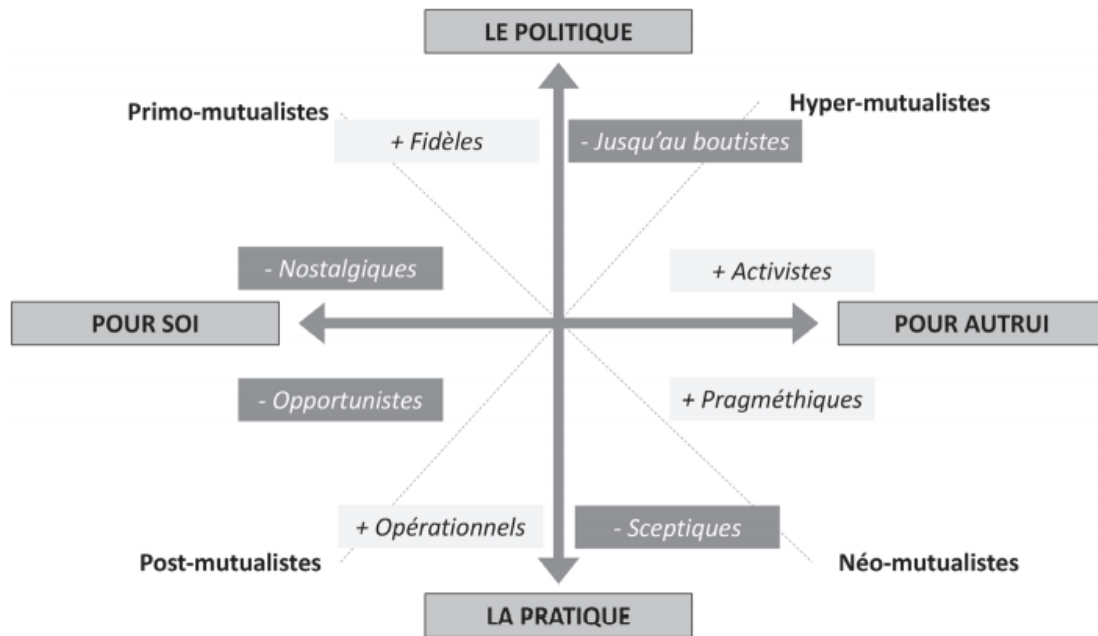 LE POLITIQUE
Primo-mutualistes
Hyper-mutualistes
+ Fidèles
- Jusqu'au boutistes
- Nostalgiques
+ Activistes
POUR SOI
POUR AUTRUI
- Opportunistes
+ Pragméthiques
+ Opérationnels
- Sceptiques
Post-mutualistes
Néo-mutualistes
LA PRATIQUE